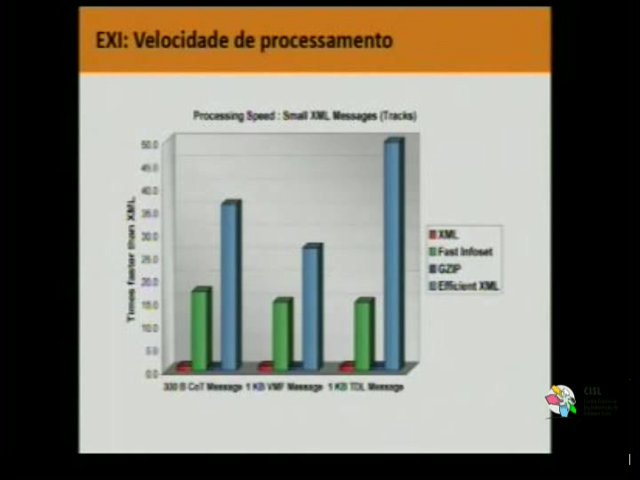 EXI: Velocidade de processamento
Processing Speed : Small XML Messages (Tracks)
50.0
45.0
40.0
35.0
30.0
25.0
20.0
15.0
10.0
5.0
0.0
Times faster than XML
XML
Fast Infoset
GZIP
Efficient XML
300 B CoT Message 1 KB VMF Message 1 KB TDL Message
CISL